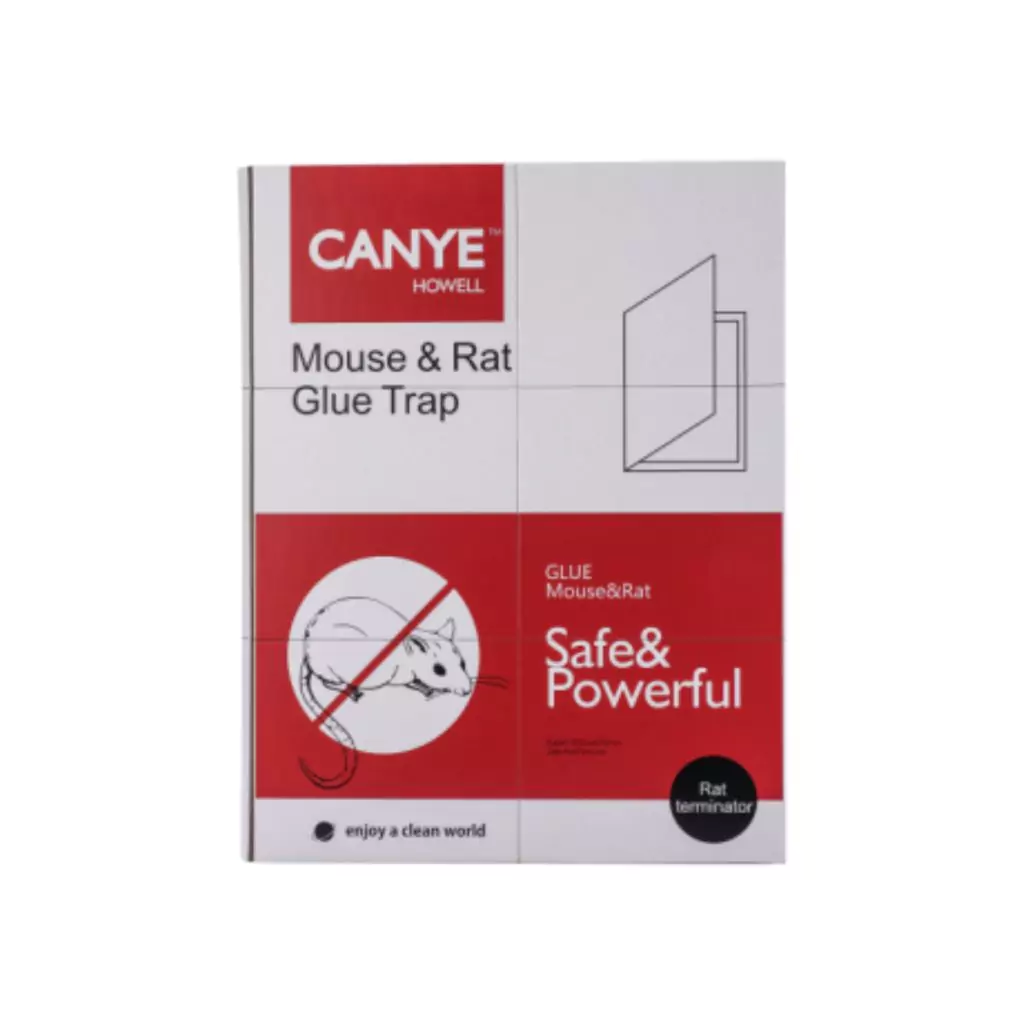 CANYE™
HOWELL
Mouse & Rat
Glue Trap
GLUE
Mouse&Rat
Safe&
Powerful
Rat
terminator
enjoy a clean world